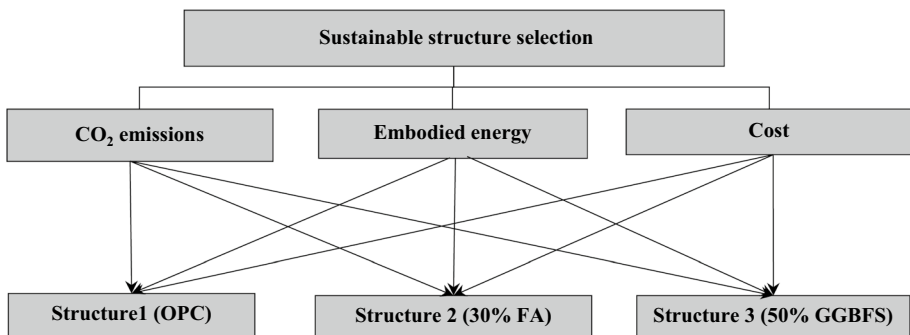 Sustainable structure selection
CO₂ emissions
Embodied energy
Cost
Structure1 (OPC)
Structure 2 (30% FA)
Structure 3 (50% GGBFS)